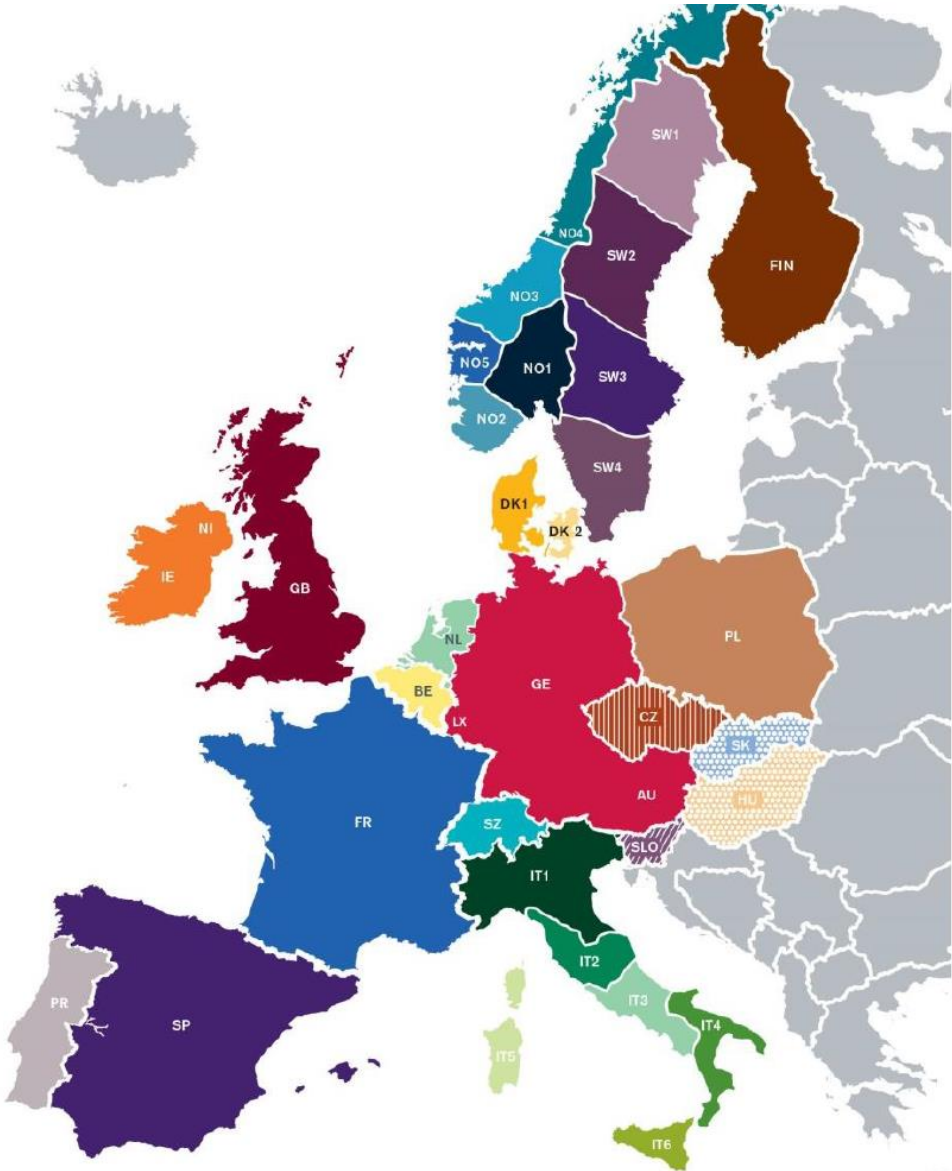 SW1
NO4
SW2
FIN
NO3
NO5
NO1
SW3
NO2
SW4
DK1
DK 2
NI
IE
GB
NL
PL
GE
BE
LX
CZ
SK
AU
HU
FR
SZ
SLO
IT1
IT2
PR
IT3
SP
IT4
IT5
IT6